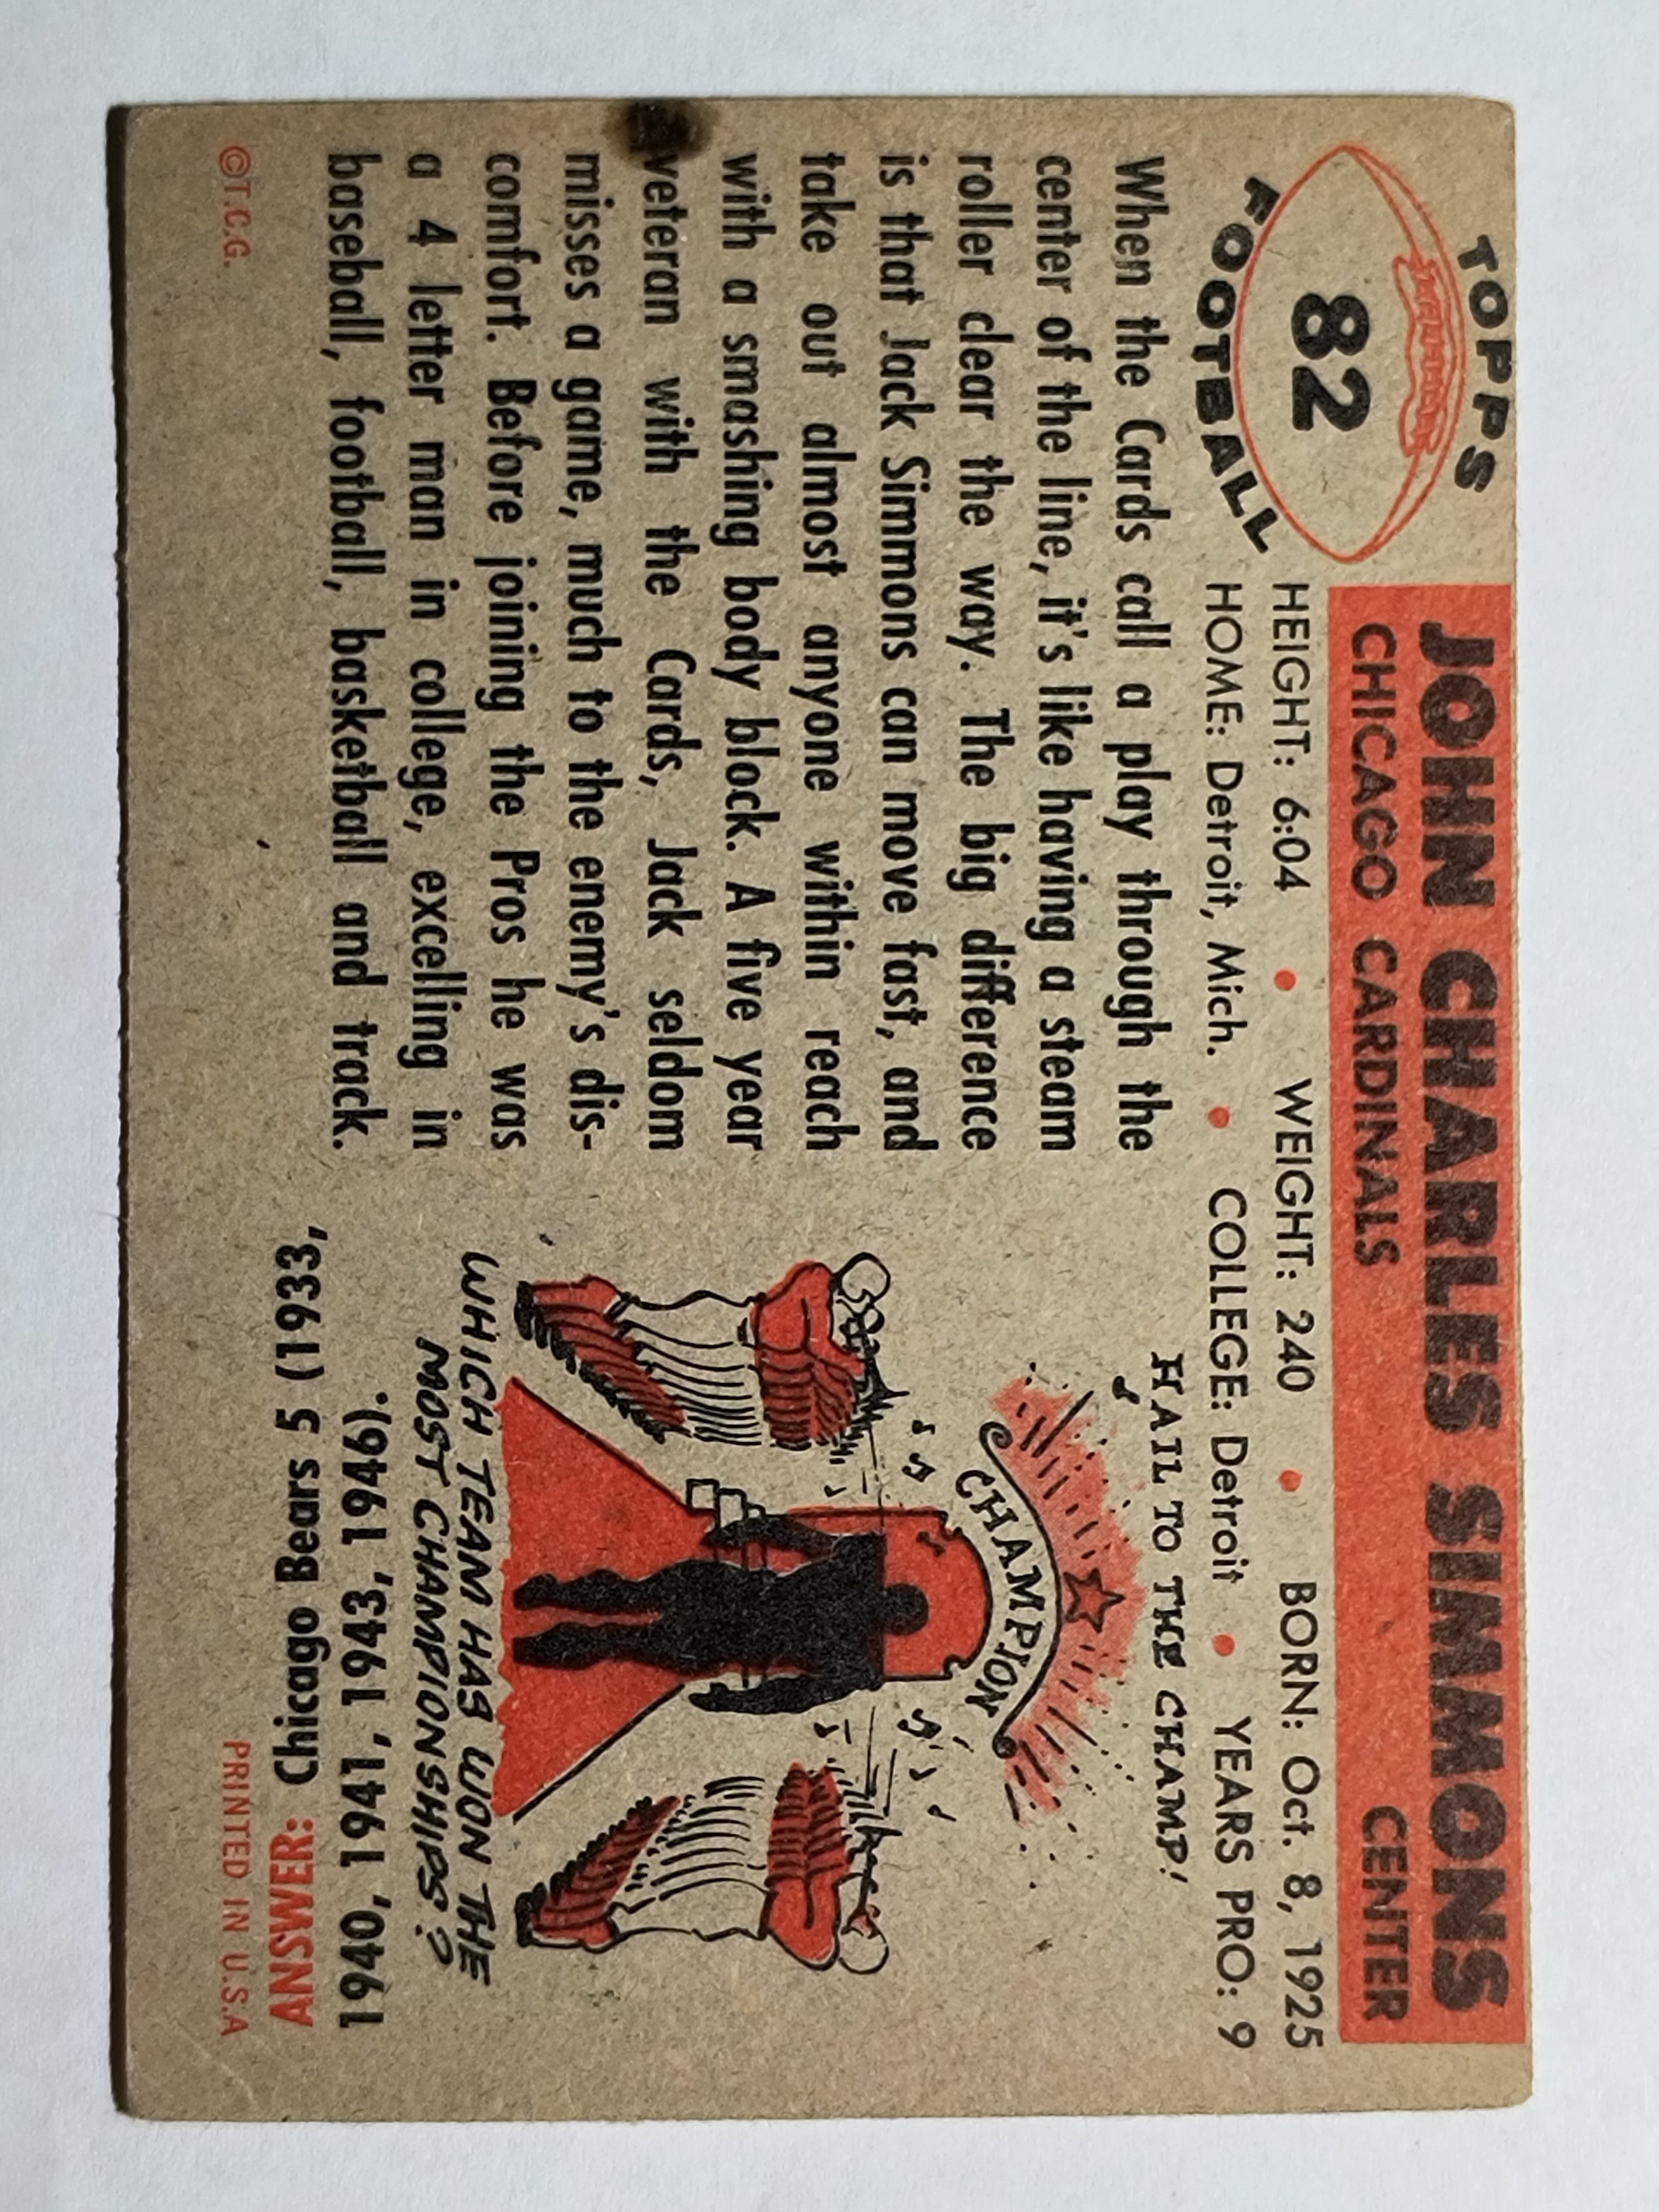 TOPPS
82
FOOTBALL
JOHN CHARLES SIMMONS
CHICAGO CARDINALS CENTER
HEIGHT: 6:04 • WEIGHT: 240 • BORN: Oct. 8, 1925
HOME: Detroit, Mich. • COLLEGE: Detroit • YEARS PRO: 9
When the Cards call a play through the
center of the line, it's like having a steam
roller clear the way. The big difference
is that Jack Simmons can move fast, and
take out almost anyone within reach
with a smashing body block. A five year
veteran with the Cards, Jack seldom
misses a game, much to the enemy's dis-
comfort. Before joining the Pros he was
a 4 letter man in college, excelling in
baseball, football, basketball and track.
HAIL TO THE CHAMP!
CHAMPION
WHICH TEAM HAS WON THE
MOST CHAMPIONSHIPS?
ANSWER: Chicago Bears 5 (1933,
1940, 1941, 1943, 1946).
©T.C.G.
PRINTED IN U.S.A